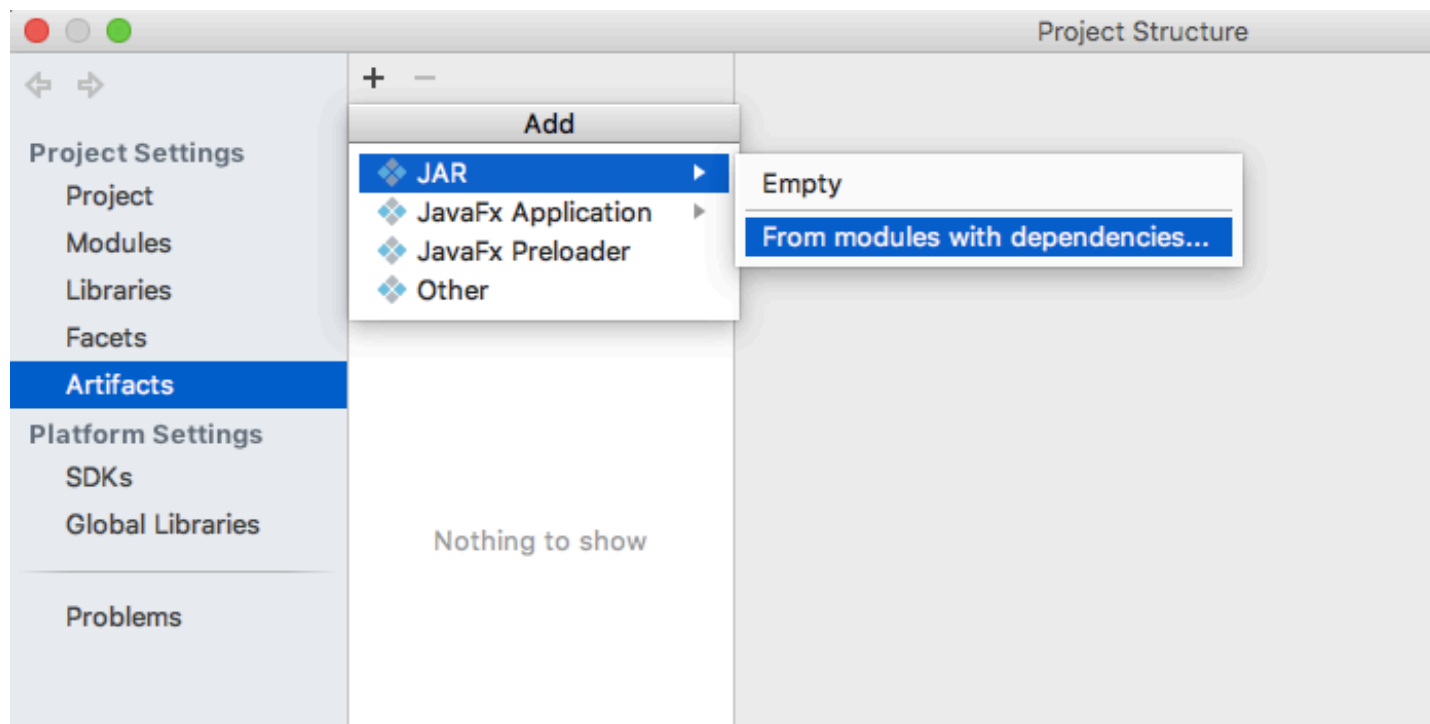 Project Structure
+ −
Add
Project Settings
Project
Modules
Libraries
Facets
Artifacts
Platform Settings
SDKs
Global Libraries
Problems
JAR
JavaFx Application
JavaFx Preloader
Other
Empty
From modules with dependencies...
Nothing to show